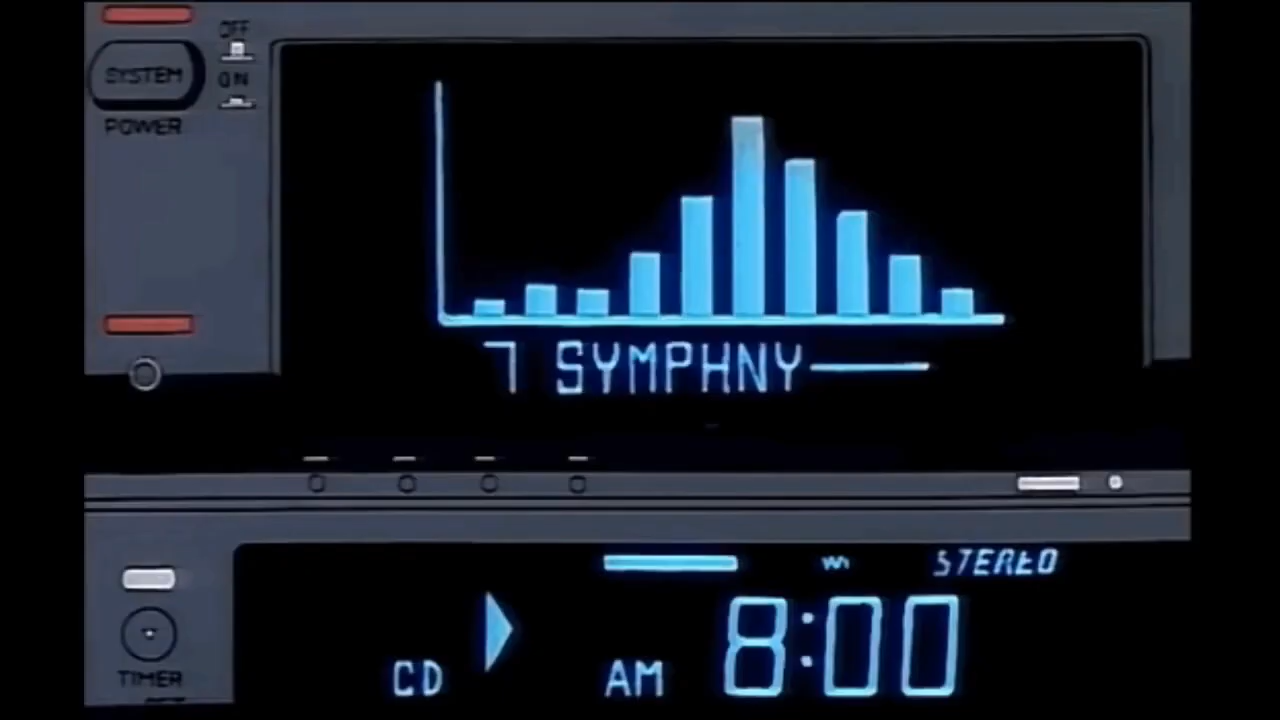 OFF
SYSTEM
ON
POWER
7 SYMPHNY
STEREO
CD AM 8:00
TIMER